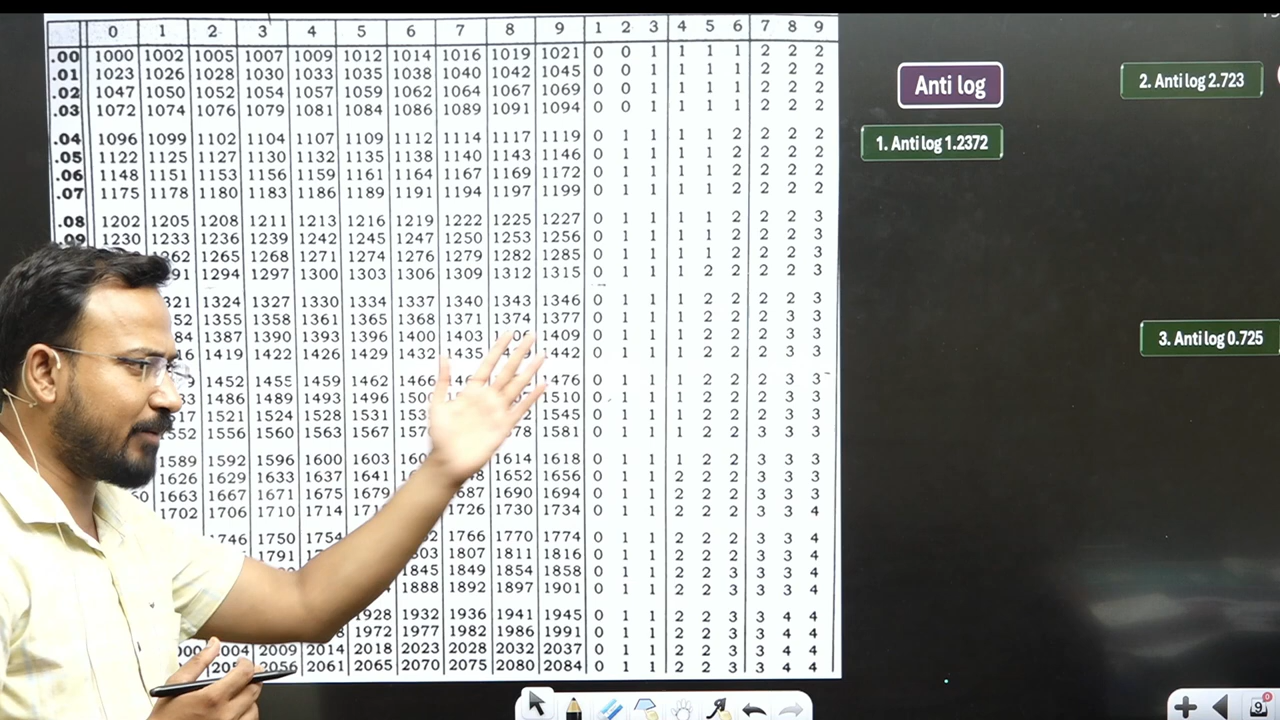 0 1 2 3 4 5 6 7 8 9 1 2 3 4 5 6 7 8 9
.00 1000 1002 1005 1007 1009 1012 1014 1016 1019 1021 0 0 1 1 1 1 2 2 2
.01 1023 1026 1028 1030 1033 1035 1038 1040 1042 1045 0 0 1 1 1 1 2 2 2
.02 1047 1050 1052 1054 1057 1059 1062 1064 1067 1069 0 0 1 1 1 1 2 2 2
.03 1072 1074 1076 1079 1081 1084 1086 1089 1091 1094 0 0 1 1 1 1 2 2 2
.04 1096 1099 1102 1104 1107 1109 1112 1114 1117 1119 0 1 1 1 1 2 2 2 2
.05 1122 1125 1127 1130 1132 1135 1138 1140 1143 1146 0 1 1 1 1 2 2 2 2
.06 1148 1151 1153 1156 1159 1161 1164 1167 1169 1172 0 1 1 1 1 2 2 2 2
.07 1175 1178 1180 1183 1186 1189 1191 1194 1197 1199 0 1 1 1 1 2 2 2 2
.08 1202 1205 1208 1211 1213 1216 1219 1222 1225 1227 0 1 1 1 1 2 2 2 3
.09 1230 1233 1236 1239 1242 1245 1247 1250 1253 1256 0 1 1 1 1 2 2 2 3
1265 1268 1271 1274 1276 1279 1282 1285 0 1 1 1 1 2 2 2 3
1294 1297 1300 1303 1306 1309 1312 1315 0 1 1 1 2 2 2 2 3
1324 1327 1330 1334 1337 1340 1343 1346 0 1 1 1 2 2 2 2 3
1355 1358 1361 1365 1368 1371 1374 1377 0 1 1 1 2 2 2 3 3
1387 1390 1393 1396 1400 1403 1409 0 1 1 1 2 2 2 3 3
1419 1422 1426 1429 1432 1435 1442 0 1 1 1 2 2 2 3 3
1452 1455 1459 1462 1466 1476 0 1 1 1 2 2 2 3 3
1486 1489 1493 1496 1510 0 1 1 1 2 2 2 3 3
1521 1524 1528 1531 1545 0 1 1 1 2 2 2 3 3
1552 1556 1560 1563 1567 1581 0 1 1 1 2 2 3 3 3
1589 1592 1596 1600 1603 1614 1618 0 1 1 1 2 2 3 3 3
1626 1629 1633 1637 1641 1652 1656 0 1 1 2 2 2 3 3 3
1663 1667 1671 1675 1679 1690 1694 0 1 1 2 2 2 3 3 3
1702 1706 1710 1714 1726 1730 1734 0 1 1 2 2 2 3 3 4
1746 1750 1754 1766 1770 1774 0 1 1 2 2 2 3 3 4
1791 1807 1811 1816 0 1 1 2 2 2 3 3 4
1845 1849 1854 1858 0 1 1 2 2 3 3 3 4
1888 1892 1897 1901 0 1 1 2 2 3 3 3 4
1928 1932 1936 1941 1945 0 1 1 2 2 3 3 4 4
1972 1977 1982 1986 1991 0 1 1 2 2 3 3 4 4
2004 2009 2014 2018 2023 2028 2032 2037 0 1 1 2 2 3 3 4 4
2056 2061 2065 2070 2075 2080 2084 0 1 1 2 2 3 3 4 4
Anti log
1. Anti log 1.2372
2. Anti log 2.723
3. Anti log 0.725
9